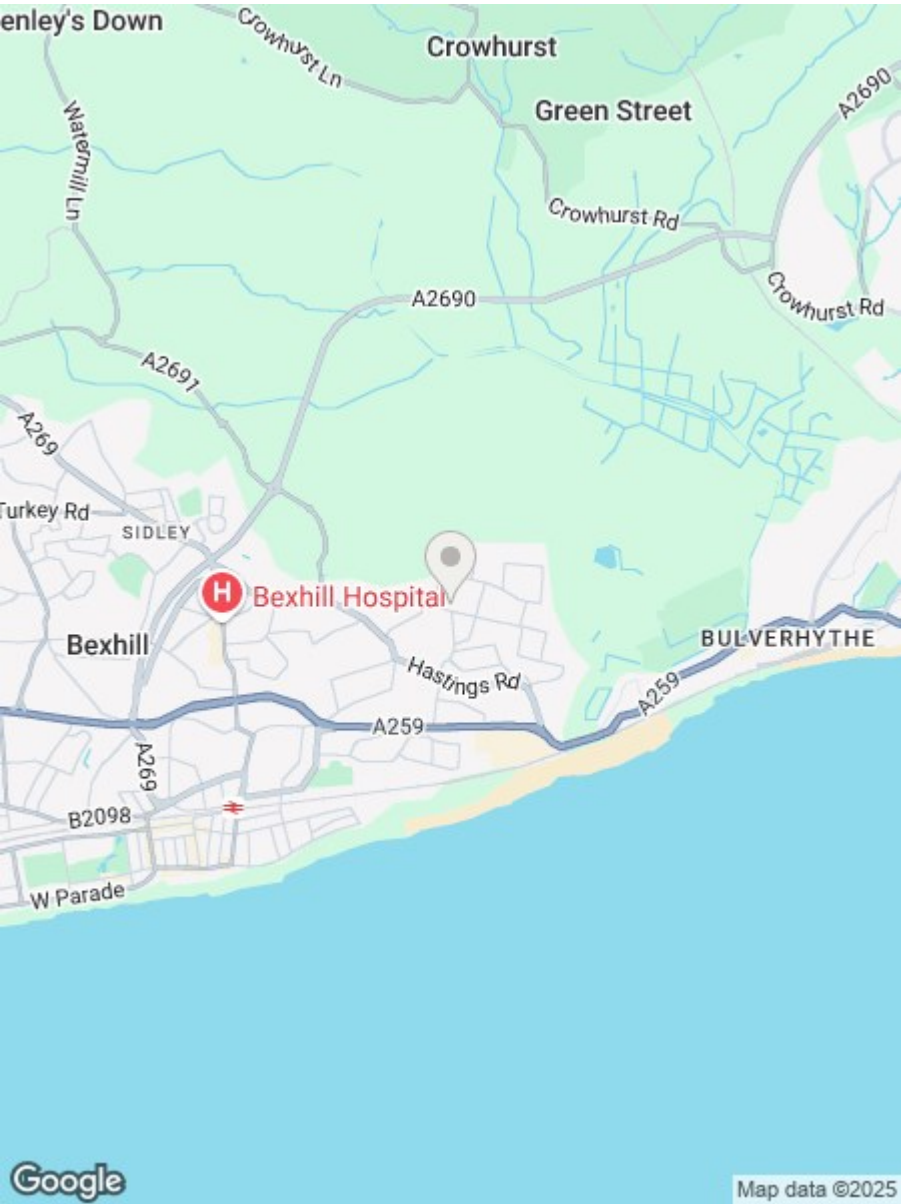 enley's Down
Crowhurst Ln
Crowhurst
A2690
Green Street
Watermill Ln
Crowhurst Rd
Crowhurst Rd
A2690
A2691
A269
Turkey Rd
SIDLEY
H
Bexhill Hospital
Bexhill
BULVERHYTHE
Hastings Rd
A259
A259
A269
B2098
W Parade
Google
Map data ©2025